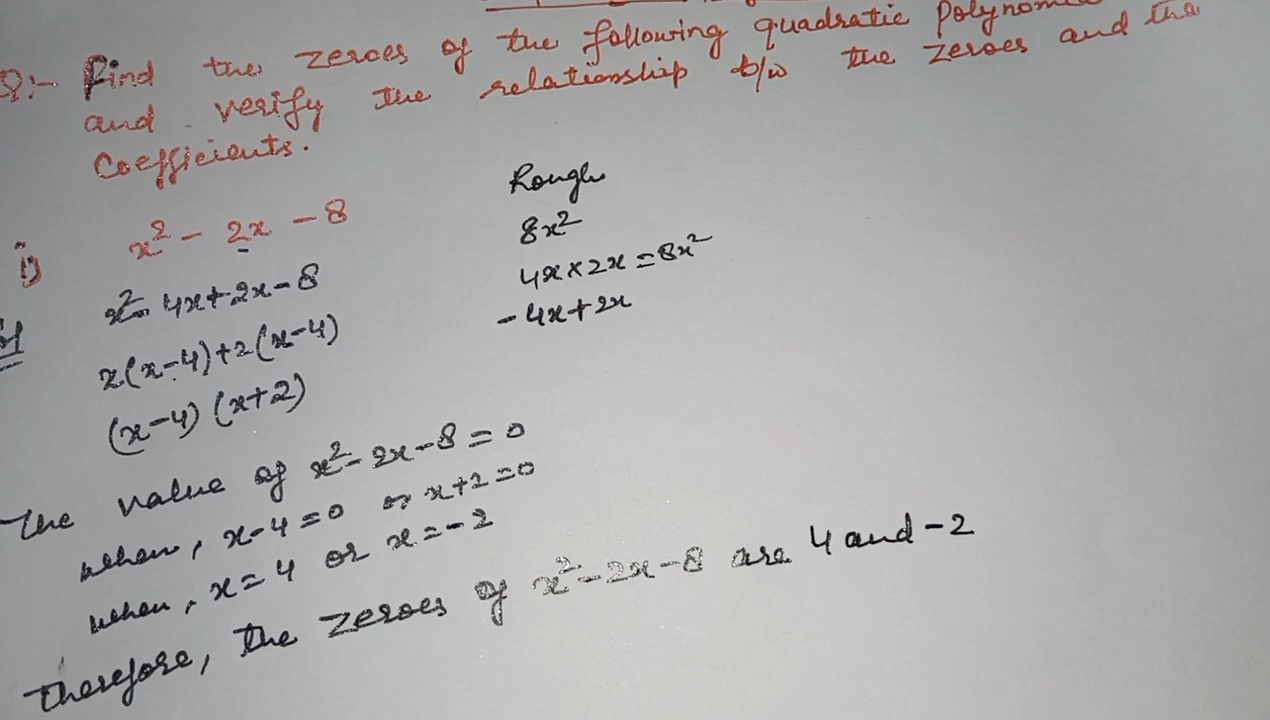 Q:- Find the zeroes of the following quadratic Polynom
and verify the relationship b/w the zeroes and the
Coefficients.
i) x² - 2x - 8
x² - 4x + 2x - 8
x(x-4)+2(x-4)
(x-4) (x+2)
Rough
8x²
4x × 2x = 8x²
- 4x + 2x
The value of x² - 2x - 8 = 0
when, x-4=0 or x+2=0
when, x = 4 or x = -2
Therefore, the zeroes of x² - 2x - 8 are 4 and -2